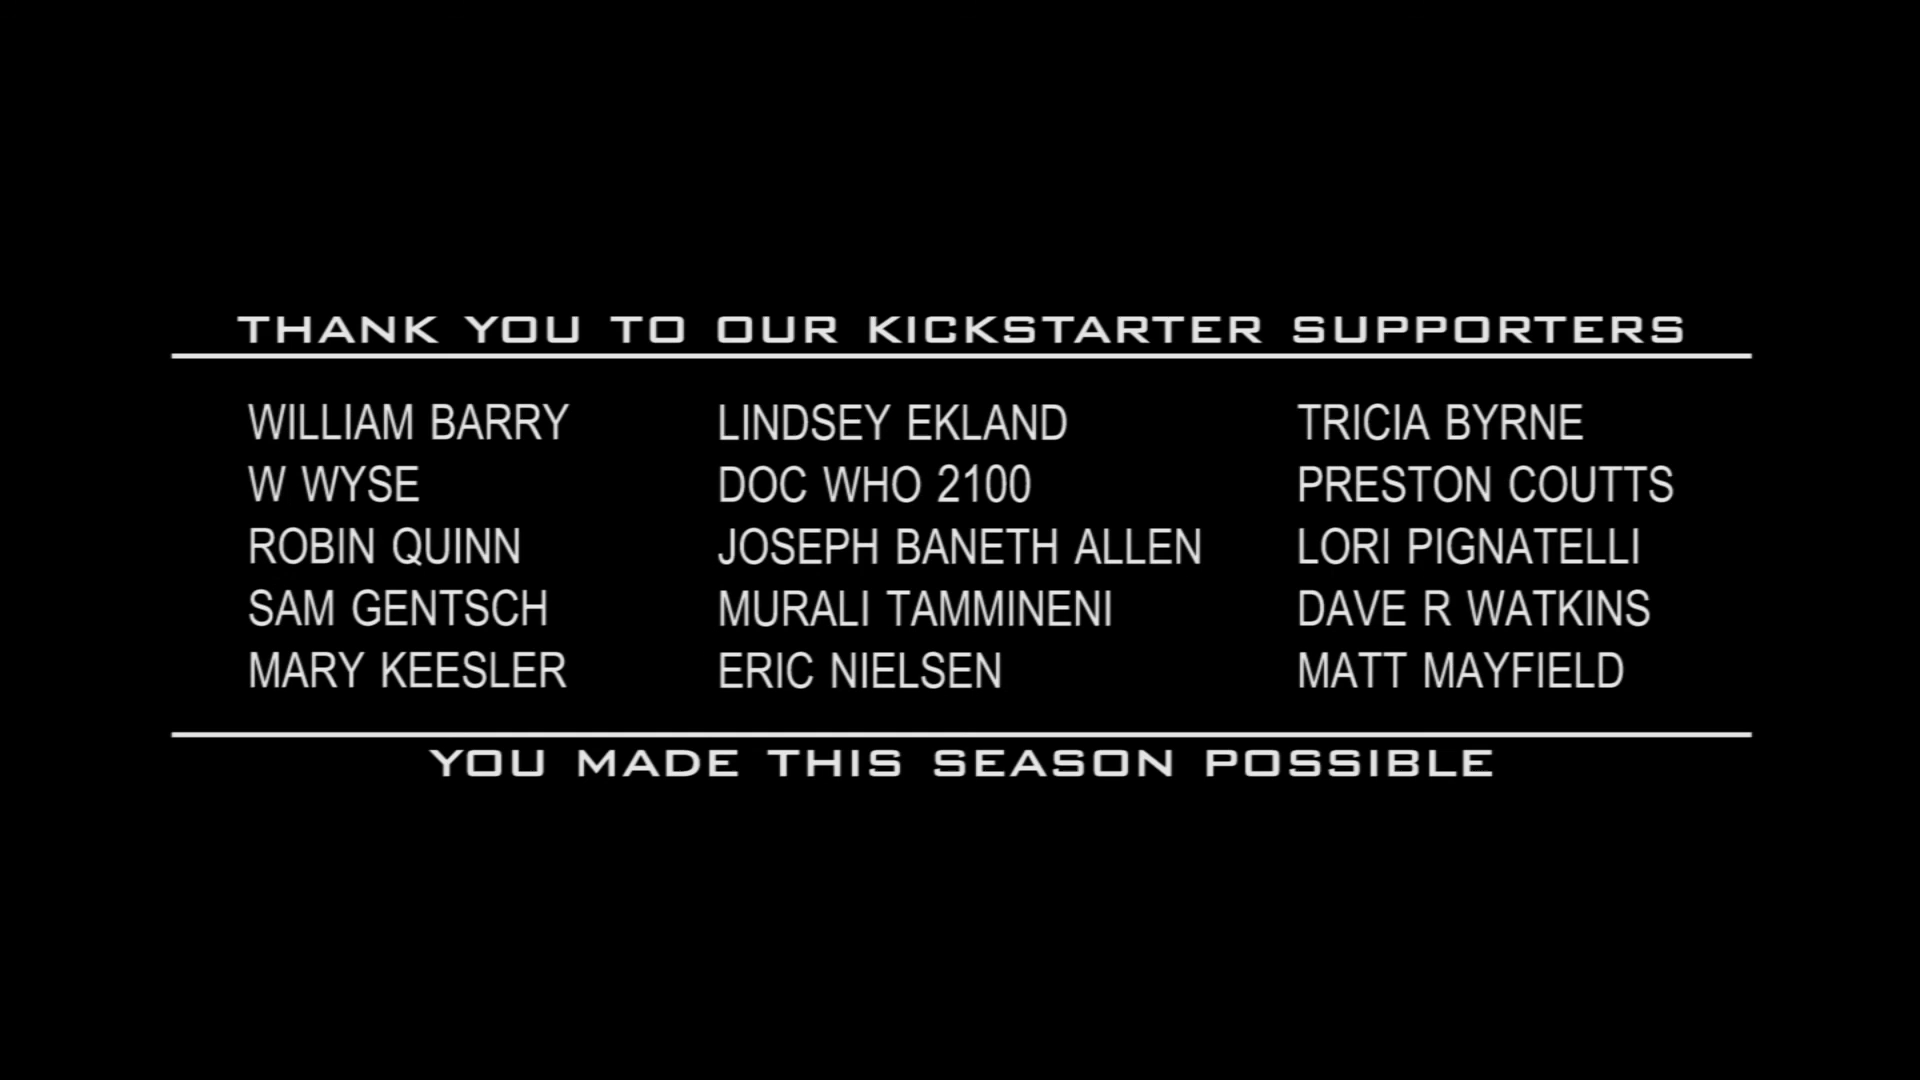 THANK YOU TO OUR KICKSTARTER SUPPORTERS
WILLIAM BARRY LINDSEY EKLAND TRICIA BYRNE
W WYSE DOC WHO 2100 PRESTON COUTTS
ROBIN QUINN JOSEPH BANETH ALLEN LORI PIGNATELLI
SAM GENTSCH MURALI TAMMINENI DAVE R WATKINS
MARY KEESLER ERIC NIELSEN MATT MAYFIELD
YOU MADE THIS SEASON POSSIBLE